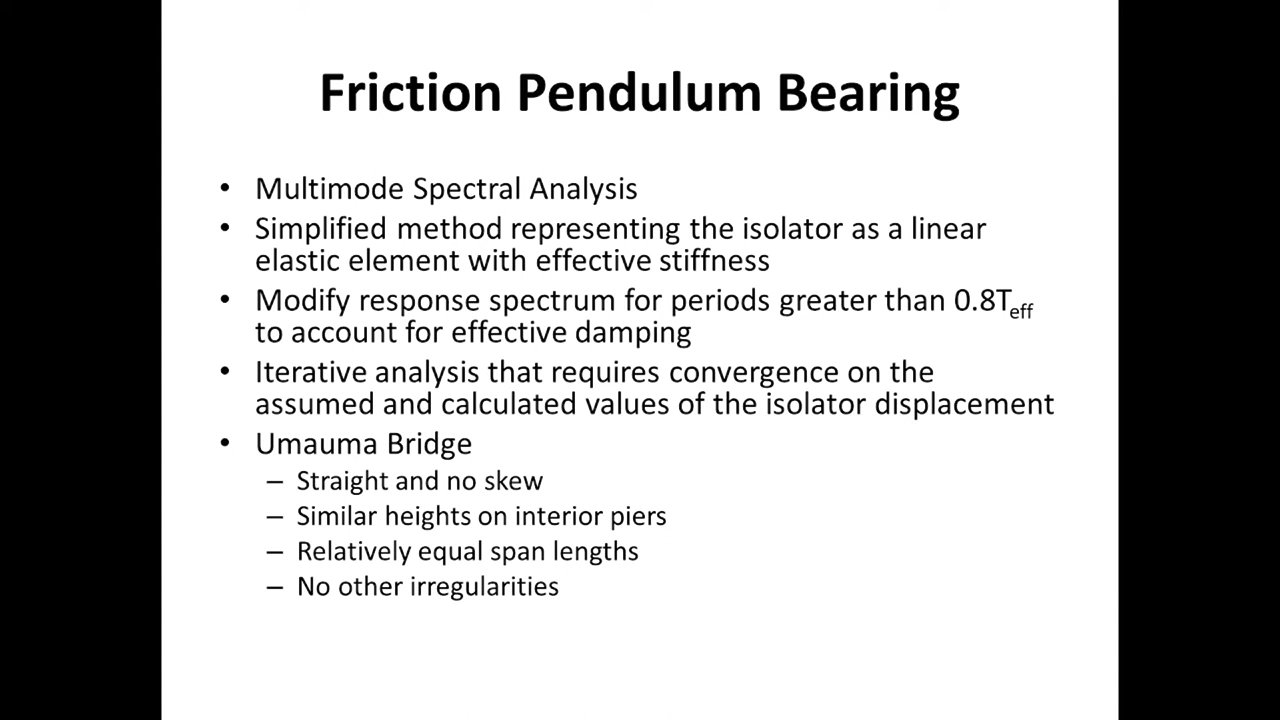 Friction Pendulum Bearing
• Multimode Spectral Analysis
• Simplified method representing the isolator as a linear
elastic element with effective stiffness
• Modify response spectrum for periods greater than 0.8Teff
to account for effective damping
• Iterative analysis that requires convergence on the
assumed and calculated values of the isolator displacement
• Umauma Bridge
– Straight and no skew
– Similar heights on interior piers
– Relatively equal span lengths
– No other irregularities